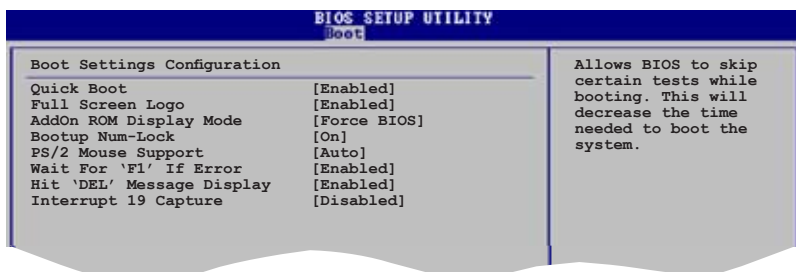 BIOS SETUP UTILITY
Boot
Boot Settings Configuration
Quick Boot [Enabled]
Full Screen Logo [Enabled]
AddOn ROM Display Mode [Force BIOS]
Bootup Num-Lock [On]
PS/2 Mouse Support [Auto]
Wait For ‘F1’ If Error [Enabled]
Hit ‘DEL’ Message Display [Enabled]
Interrupt 19 Capture [Disabled]
Allows BIOS to skip
certain tests while
booting. This will
decrease the time
needed to boot the
system.